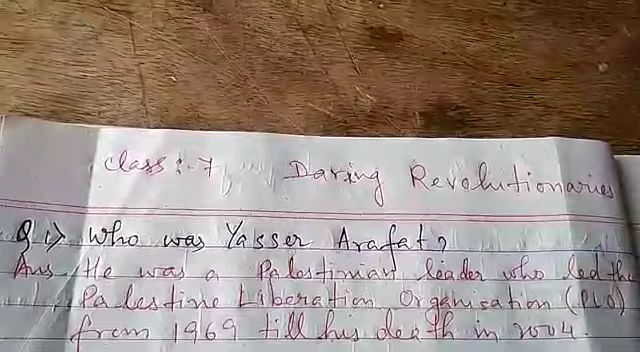 Class :- 7 Daring Revolutionaries
Q 1) Who was Yasser Arafat?
Ans He was a Palestinian leader who led the
Palestine Liberation Organisation (PLO)
from 1969 till his death in 2004.